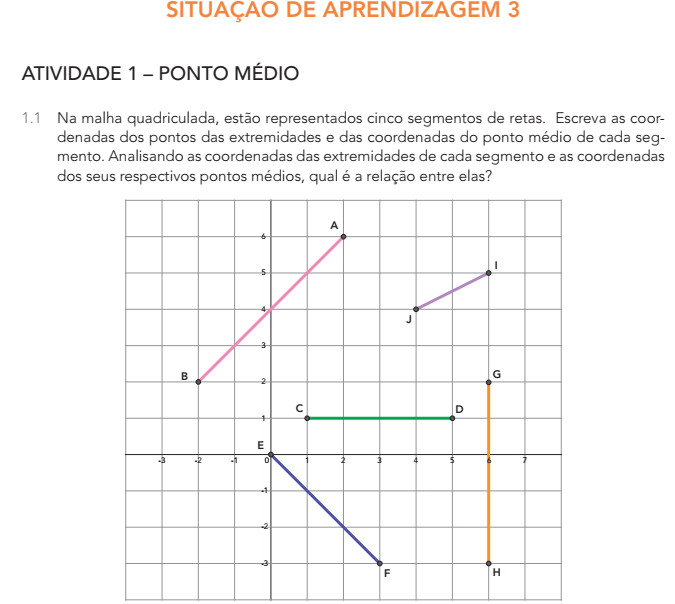 SITUAÇÃO DE APRENDIZAGEM 3
ATIVIDADE 1 – PONTO MÉDIO
1.1 Na malha quadriculada, estão representados cinco segmentos de retas. Escreva as coor-
denadas dos pontos das extremidades e das coordenadas do ponto médio de cada seg-
mento. Analisando as coordenadas das extremidades de cada segmento e as coordenadas
dos seus respectivos pontos médios, qual é a relação entre elas?
A
6
I
5
4
J
3
B
2
G
C
D
1
E
-3 -2 -1 0 1 2 3 4 5 6 7
-1
-2
-3
F
H